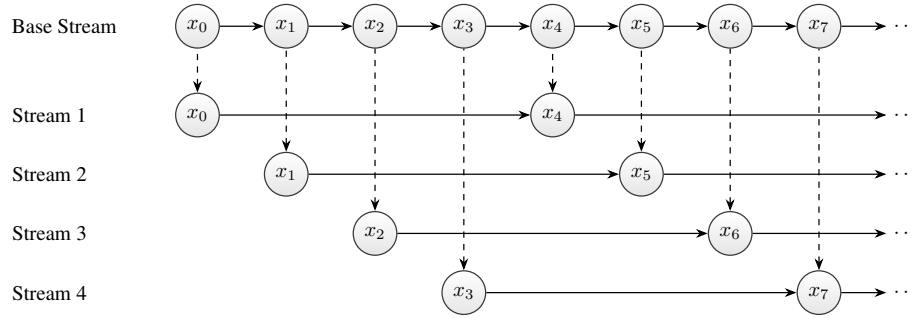 Base Stream x₀ x₁ x₂ x₃ x₄ x₅ x₆ x₇ ··
Stream 1 x₀ x₄ ··
Stream 2 x₁ x₅ ··
Stream 3 x₂ x₆ ··
Stream 4 x₃ x₇ ··